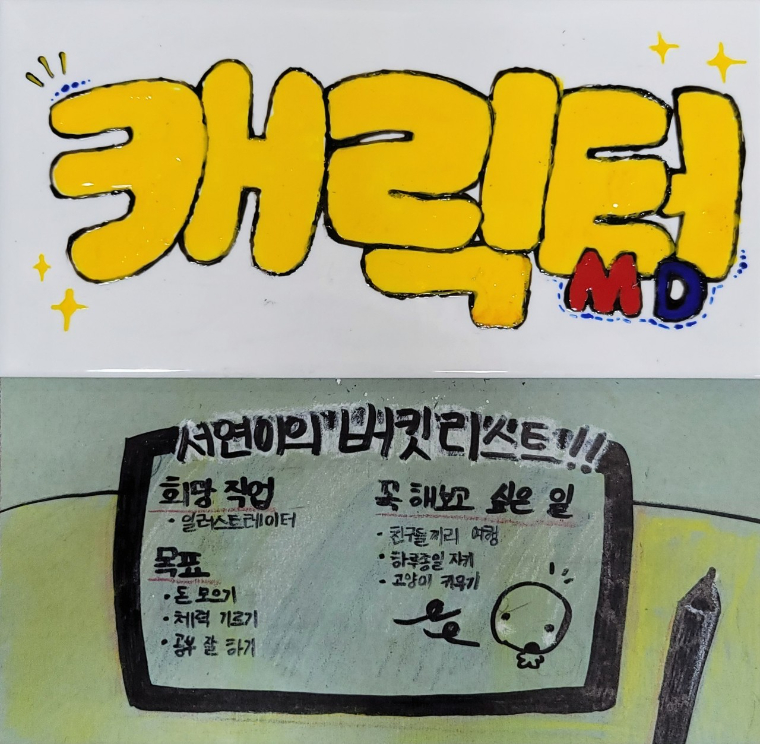 캐릭터
MD
서연이의 버킷리스트!!!
희망 직업
· 일러스트레이터
목표
· 돈 모으기
· 체력 기르기
· 공부 잘 하기
꼭 해보고 싶은 일
· 친구들끼리 여행
· 하루종일 자기
· 고양이 키우기